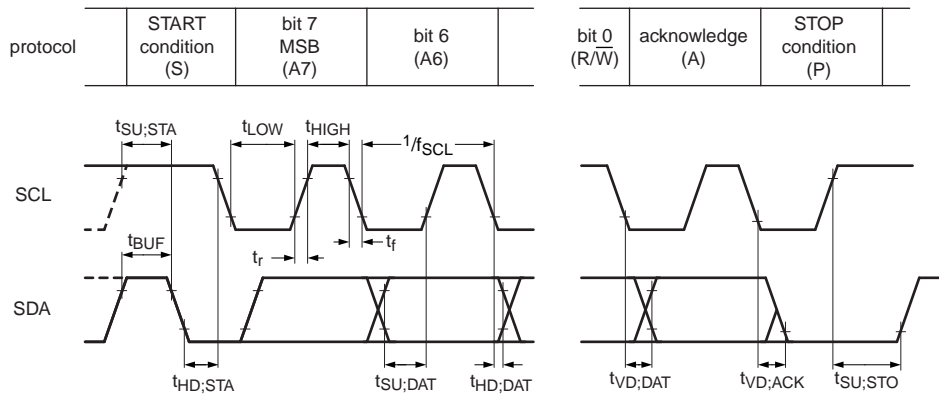 protocol
START
condition
(S)
bit 7
MSB
(A7)
bit 6
(A6)
bit 0
(R/W)
acknowledge
(A)
STOP
condition
(P)
tSU;STA
tLOW
tHIGH
1/fSCL
SCL
tBUF
tr
tf
SDA
tHD;STA
tSU;DAT
tHD;DAT
tVD;DAT
tVD;ACK
tSU;STO